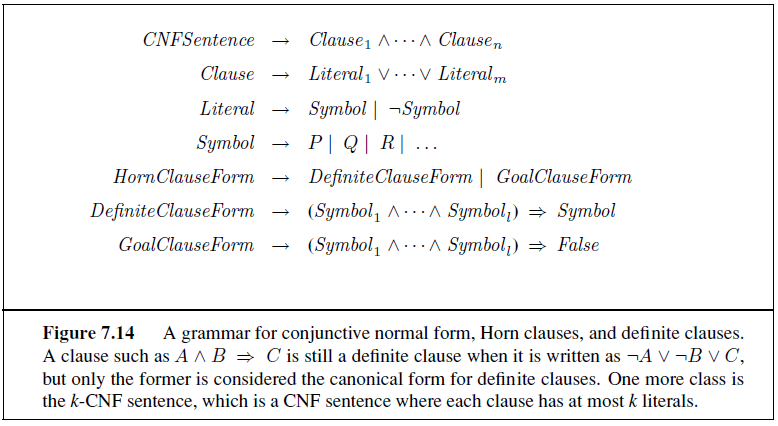 CNFSentence → Clause₁ ∧ ··· ∧ Clauseₙ
Clause → Literal₁ ∨ ··· ∨ Literalₘ
Literal → Symbol | ¬Symbol
Symbol → P | Q | R | ...
HornClauseForm → DefiniteClauseForm | GoalClauseForm
DefiniteClauseForm → (Symbol₁ ∧ ··· ∧ Symbolₗ) ⇒ Symbol
GoalClauseForm → (Symbol₁ ∧ ··· ∧ Symbolₗ) ⇒ False
Figure 7.14 A grammar for conjunctive normal form, Horn clauses, and definite clauses.
A clause such as A ∧ B ⇒ C is still a definite clause when it is written as ¬A ∨ ¬B ∨ C,
but only the former is considered the canonical form for definite clauses. One more class is
the k-CNF sentence, which is a CNF sentence where each clause has at most k literals.